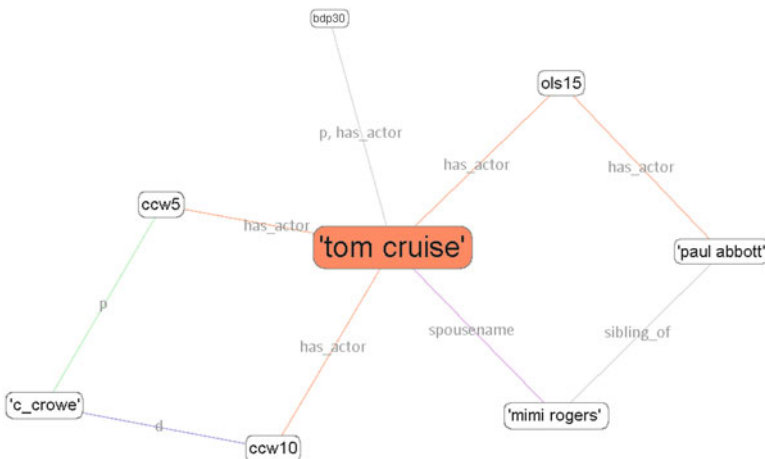 bdp30
ols15
p, has_actor
has_actor
has_actor
ccw5
has_actor
'tom cruise'
'paul abbott'
p
spousename
sibling_of
has_actor
'c_crowe'
'mimi rogers'
d
ccw10